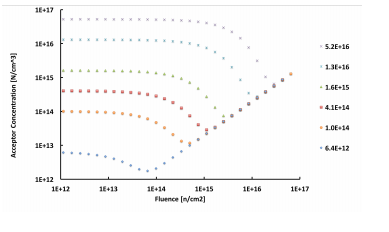 1E+17
1E+16
1E+15
1E+14
1E+13
1E+12
Acceptor Concentration [N/cm^3]
1E+12 1E+13 1E+14 1E+15 1E+16 1E+17
Fluence [n/cm2]
5.2E+16
1.3E+16
1.6E+15
4.1E+14
1.0E+14
6.4E+12